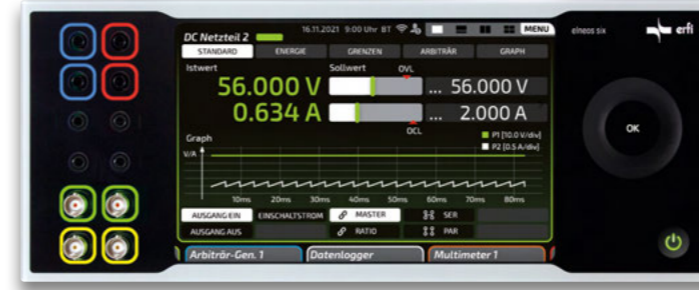 DC Netzteil 2 16.11.2021 9:00 Uhr BT MENU
elneos six erfi
STANDARD ENERGIE GRENZEN ARBITRÄR GRAPH
Istwert Sollwert OVL
56.000 V ... 56.000 V
0.634 A ... 2.000 A
OCL
Graph P1 [10.0 V/div]
V/A P2 [0.5 A/div]
10ms 20ms 30ms 40ms 50ms 60ms 70ms 80ms
AUSGANG EIN EINSCHALTSTROM MASTER SER
AUSGANG AUS RATIO PAR
Arbiträr-Gen. 1 Datenlogger Multimeter 1
OK